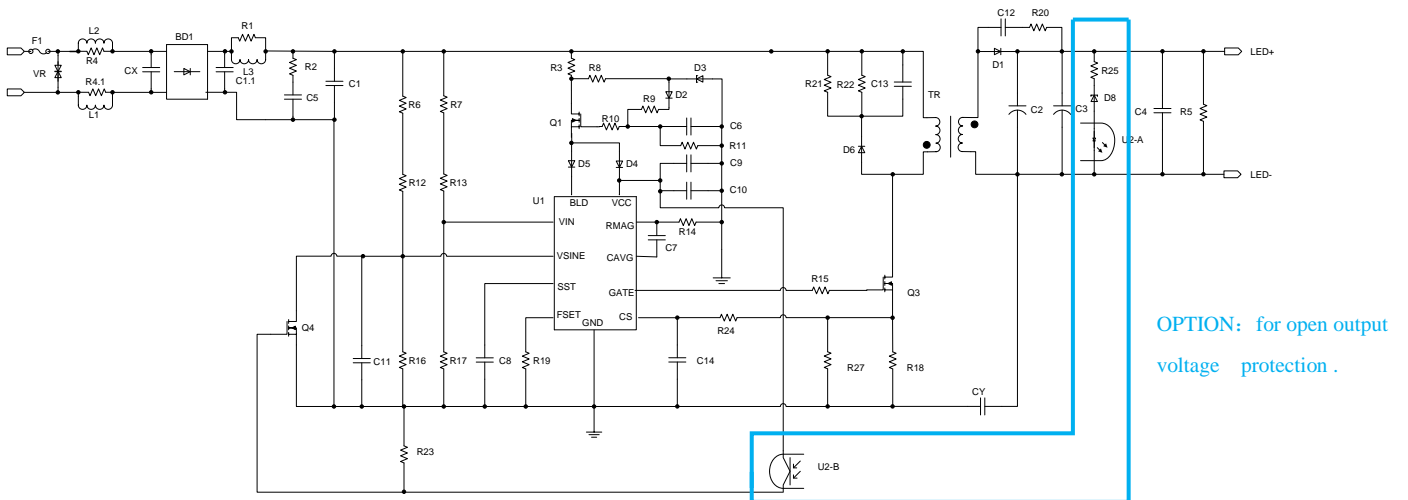 C12
R20
R1
F1
L2
BD1
LED+
R4
D1
L3
R3
R8
D3
R2
VR
CX
C1.1
R25
R4.1
C1
R21
R22
C13
TR
D2
D8
L1
C5
R6
R7
R9
C2
C3
C4
R5
Q1
R10
C6
U2-A
R11
D6
D5
D4
C9
LED-
R12
R13
C10
U1
BLD
VCC
VIN
RMAG
R14
C7
VSINE
CAVG
R15
SST
GATE
Q3
FSET
GND
CS
Q4
R24
OPTION: for open output
voltage protection .
C11
R16
R17
C8
R19
C14
R27
R18
CY
R23
U2-B